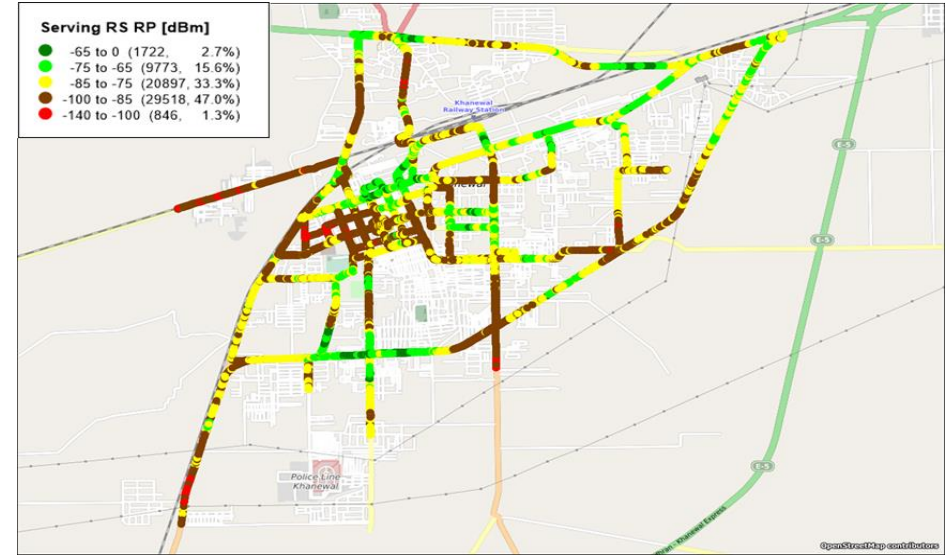 Serving RS RP [dBm]
-65 to 0 (1722, 2.7%)
-75 to -65 (9773, 15.6%)
-85 to -75 (20897, 33.3%)
-100 to -85 (29518, 47.0%)
-140 to -100 (846, 1.3%)
Khanewal
Railway Station
E-5
E-5
Police Line
Khanewal
E-5
Express
OpenStreetMap contributors